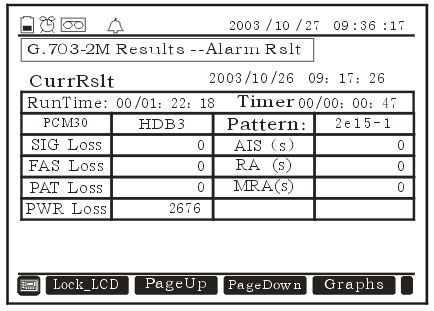 2003/10/27 09:36:17
G.703-2M Results --Alarm Rslt
CurrRslt 2003/10/26 09:17:26
RunTime: 00/01:22:18 Timer 00/00:00:47
PCM30 HDB3 Pattern: 2e15-1
SIG Loss 0 AIS (s) 0
FAS Loss 0 RA (s) 0
PAT Loss 0 MRA(s) 0
PWR Loss 2676
Lock_LCD PageUp PageDown Graphs